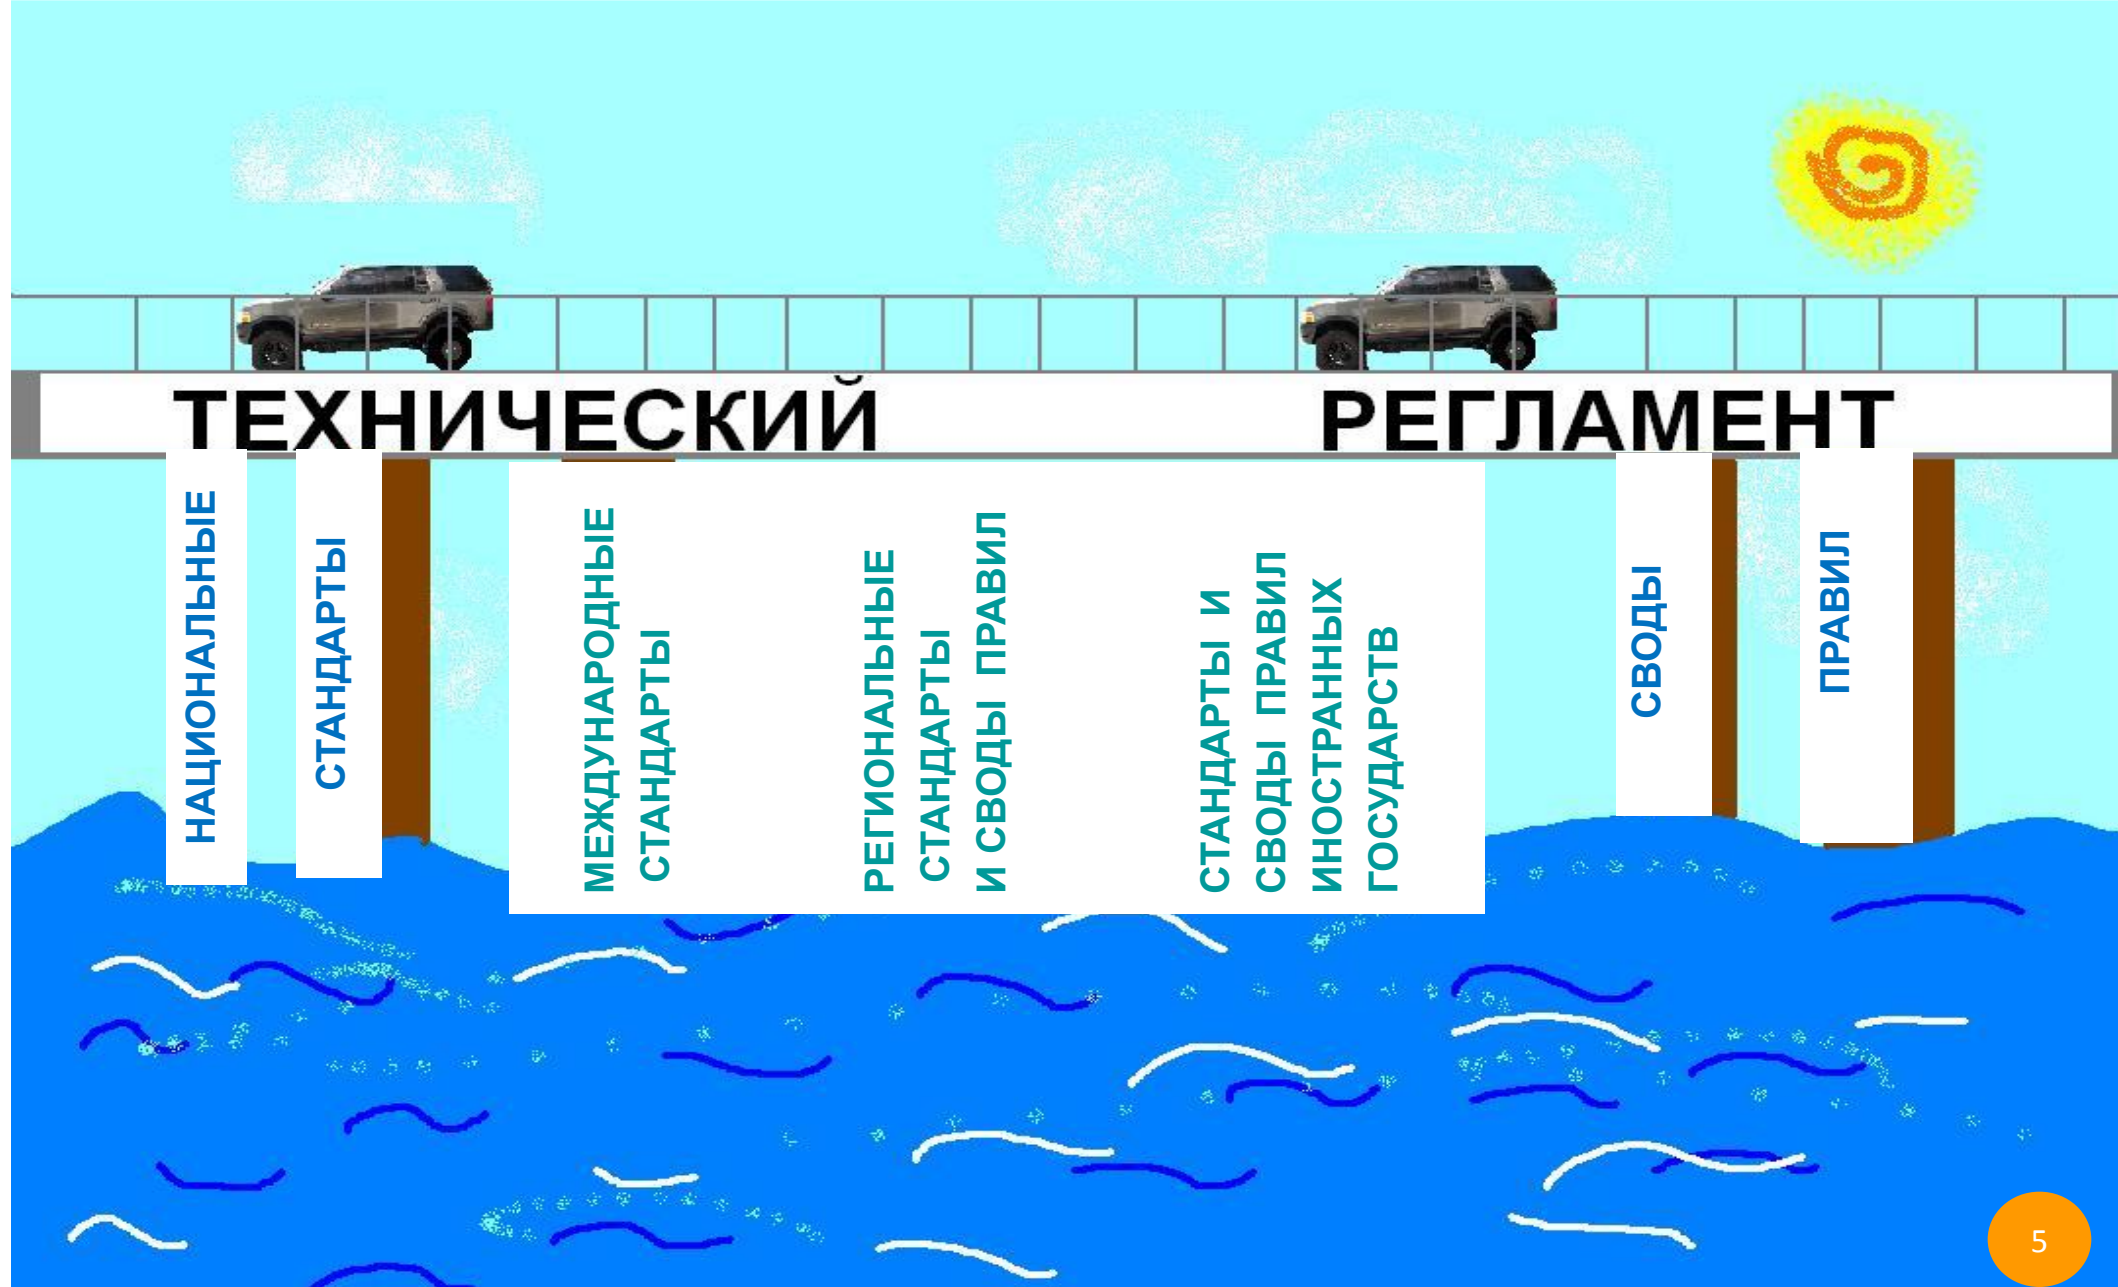 ТЕХНИЧЕСКИЙ РЕГЛАМЕНТ
НАЦИОНАЛЬНЫЕ
СТАНДАРТЫ
МЕЖДУНАРОДНЫЕ
СТАНДАРТЫ
РЕГИОНАЛЬНЫЕ
СТАНДАРТЫ
И СВОДЫ ПРАВИЛ
СТАНДАРТЫ И
СВОДЫ ПРАВИЛ
ИНОСТРАННЫХ
ГОСУДАРСТВ
СВОДЫ
ПРАВИЛ
5